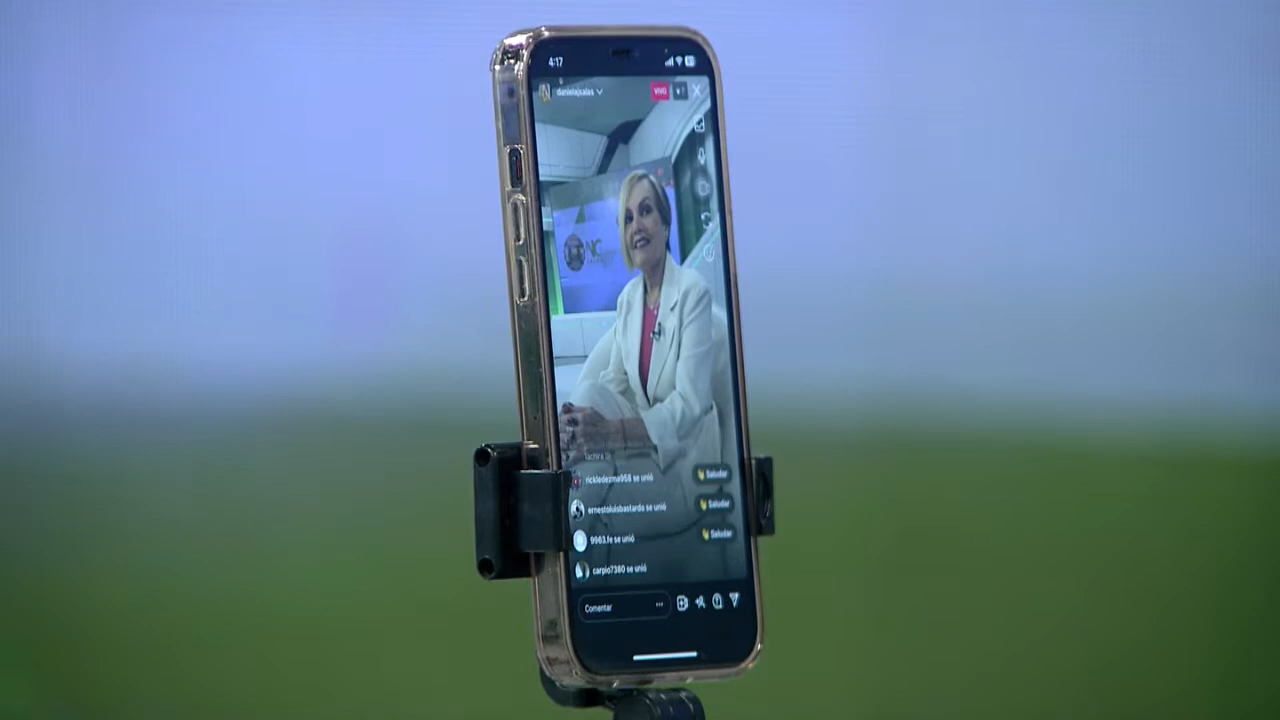 4:17
danielajsalas
VIVO
NC
rickledezma958 se unió
Saludar
ernestoluisbastardo se unió
Saludar
9963.fe se unió
Saludar
carpio7380 se unió
Comentar